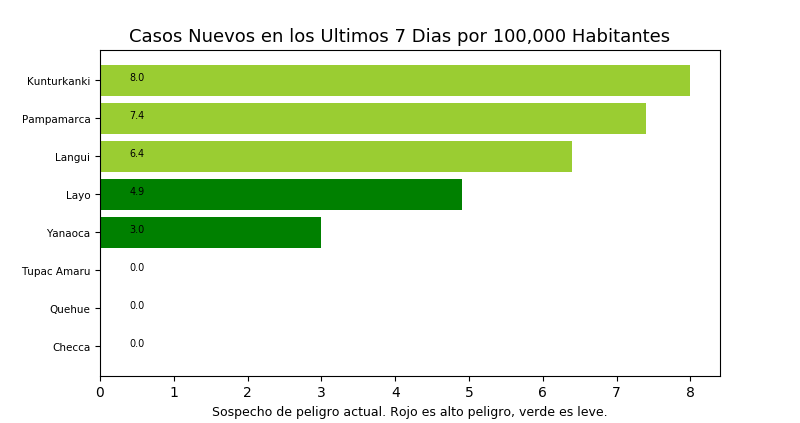 Casos Nuevos en los Ultimos 7 Dias por 100,000 Habitantes
Kunturkanki 8.0
Pampamarca 7.4
Langui 6.4
Layo 4.9
Yanaoca 3.0
Tupac Amaru 0.0
Quehue 0.0
Checca 0.0
0 1 2 3 4 5 6 7 8
Sospecho de peligro actual. Rojo es alto peligro, verde es leve.